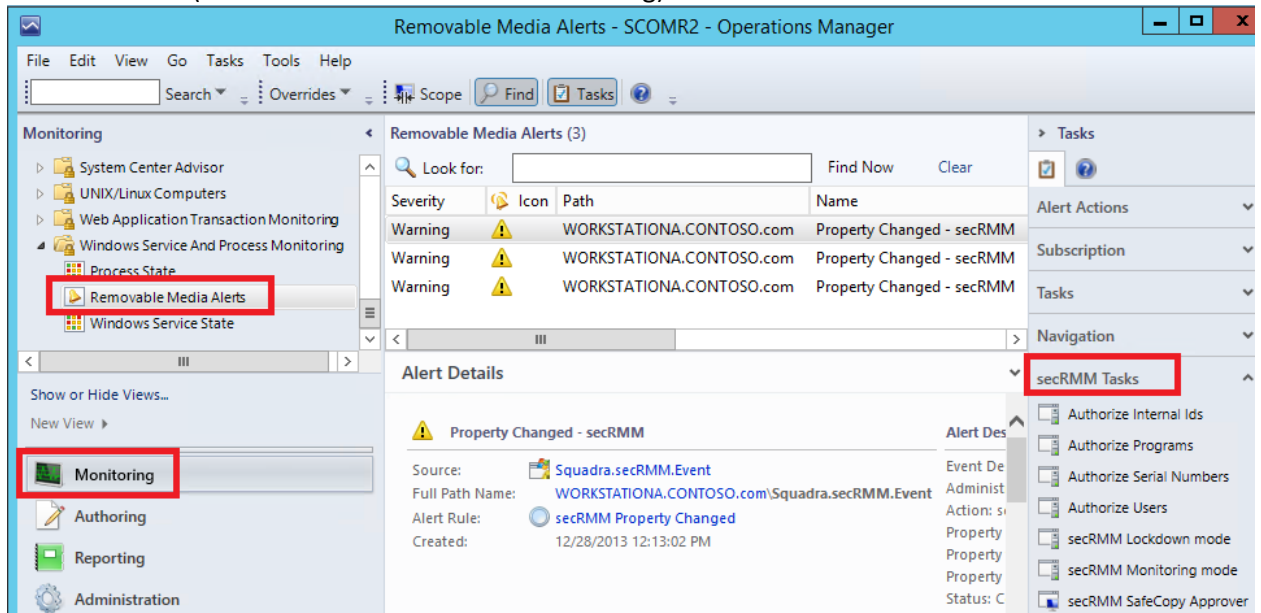 Removable Media Alerts - SCOMR2 - Operations Manager
File Edit View Go Tasks Tools Help
Search Overrides Scope Find Tasks
Monitoring
System Center Advisor
UNIX/Linux Computers
Web Application Transaction Monitoring
Windows Service And Process Monitoring
Process State
Removable Media Alerts
Windows Service State
Show or Hide Views...
New View
Monitoring
Authoring
Reporting
Administration
Removable Media Alerts (3)
Look for: Find Now Clear
Severity Icon Path Name
Warning WORKSTATIONA.CONTOSO.com Property Changed - secRMM
Warning WORKSTATIONA.CONTOSO.com Property Changed - secRMM
Warning WORKSTATIONA.CONTOSO.com Property Changed - secRMM
Alert Details
Property Changed - secRMM
Source: Squadra.secRMM.Event
Full Path Name: WORKSTATIONA.CONTOSO.com\Squadra.secRMM.Event
Alert Rule: secRMM Property Changed
Created: 12/28/2013 12:13:02 PM
Alert Des
Event De
Administ
Action: s
Property
Property
Property
Status: C
Tasks
Alert Actions
Subscription
Tasks
Navigation
secRMM Tasks
Authorize Internal Ids
Authorize Programs
Authorize Serial Numbers
Authorize Users
secRMM Lockdown mode
secRMM Monitoring mode
secRMM SafeCopy Approver